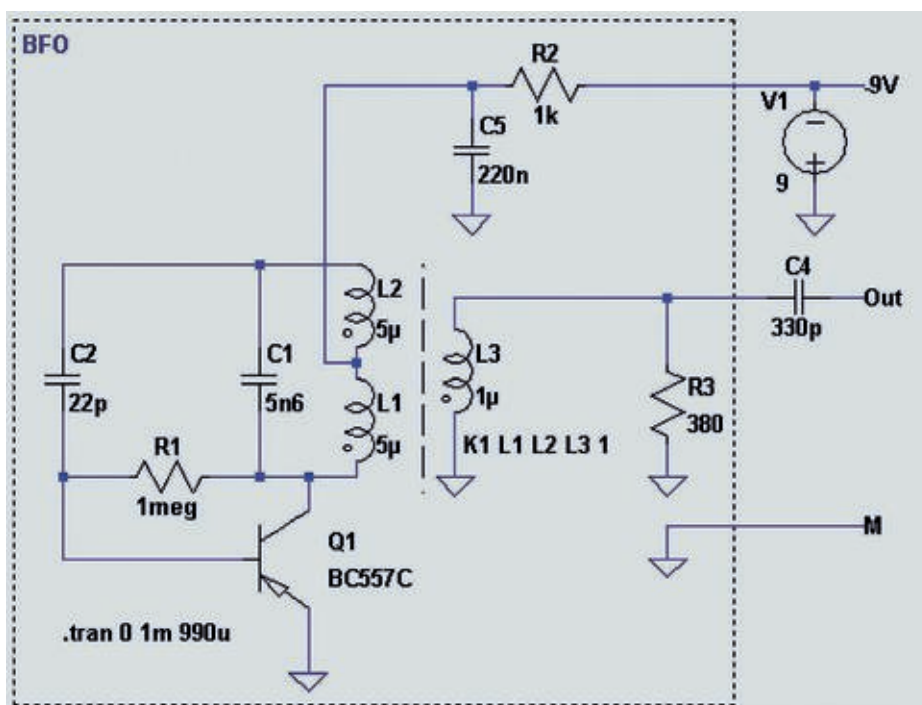 BFO
R2
1k
-9V
V1
9
C5
220n
C4
330p
Out
L2
5µ
C2
22p
C1
5n6
L3
1µ
L1
5µ
R3
380
K1 L1 L2 L3 1
R1
1meg
M
Q1
BC557C
.tran 0 1m 990u